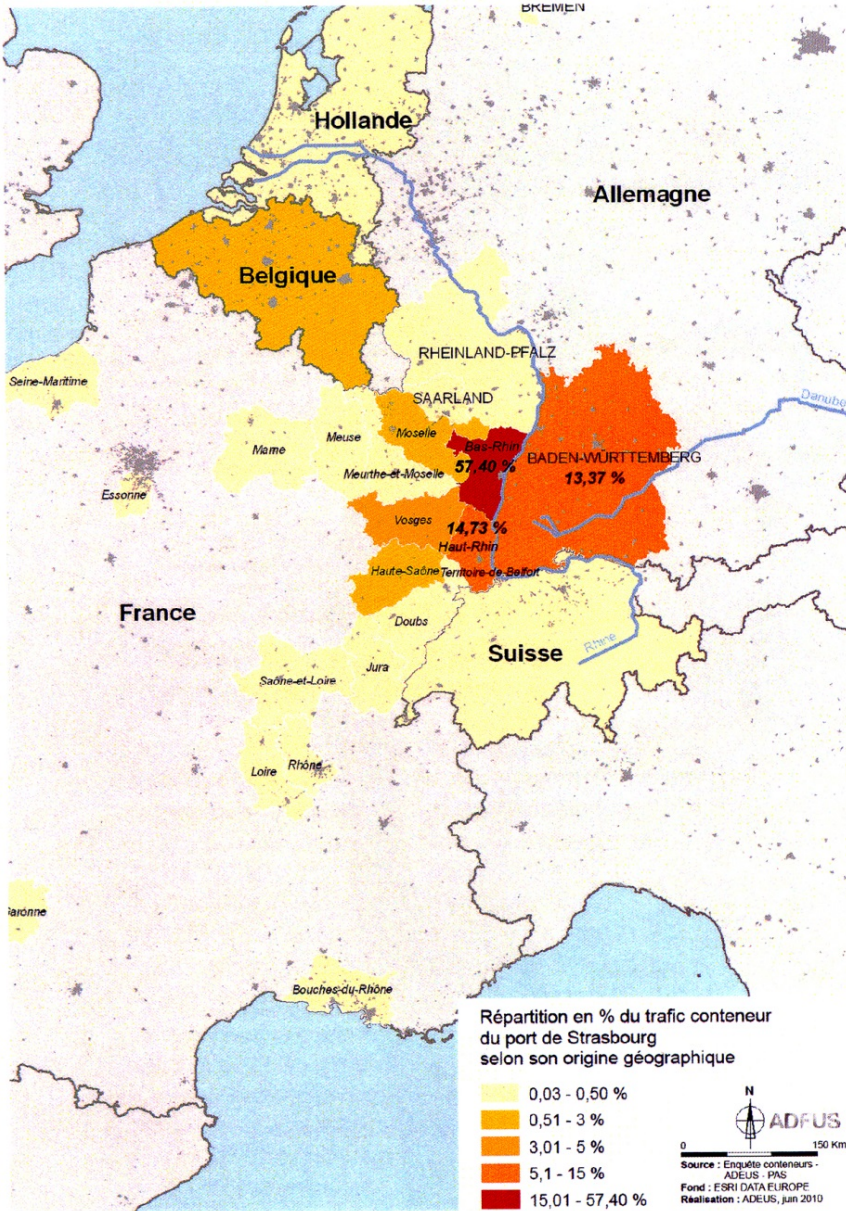 BREMEN
Hollande
Allemagne
Belgique
RHEINLAND-PFALZ
Seine-Maritime
SAARLAND
Danube
Moselle
Marne
Meuse
Bas-Rhin
BADEN-WÜRTTEMBERG
Meurthe-et-Moselle
57,40 %
13,37 %
Essonne
Vosges
14,73 %
Haut-Rhin
Haute-Saône
Territoire-de-Belfort
France
Doubs
Suisse
Rhine
Jura
Saône-et-Loire
Loire
Rhône
Garonne
Bouches-du-Rhône
Répartition en % du trafic conteneur
du port de Strasbourg
selon son origine géographique
0,03 - 0,50 %
0,51 - 3 %
3,01 - 5 %
5,1 - 15 %
15,01 - 57,40 %
N
ADEUS
0 150 Km
Source : Enquête conteneurs -
ADEUS - PAS
Fond : ESRI DATA EUROPE
Réalisation : ADEUS, juin 2010